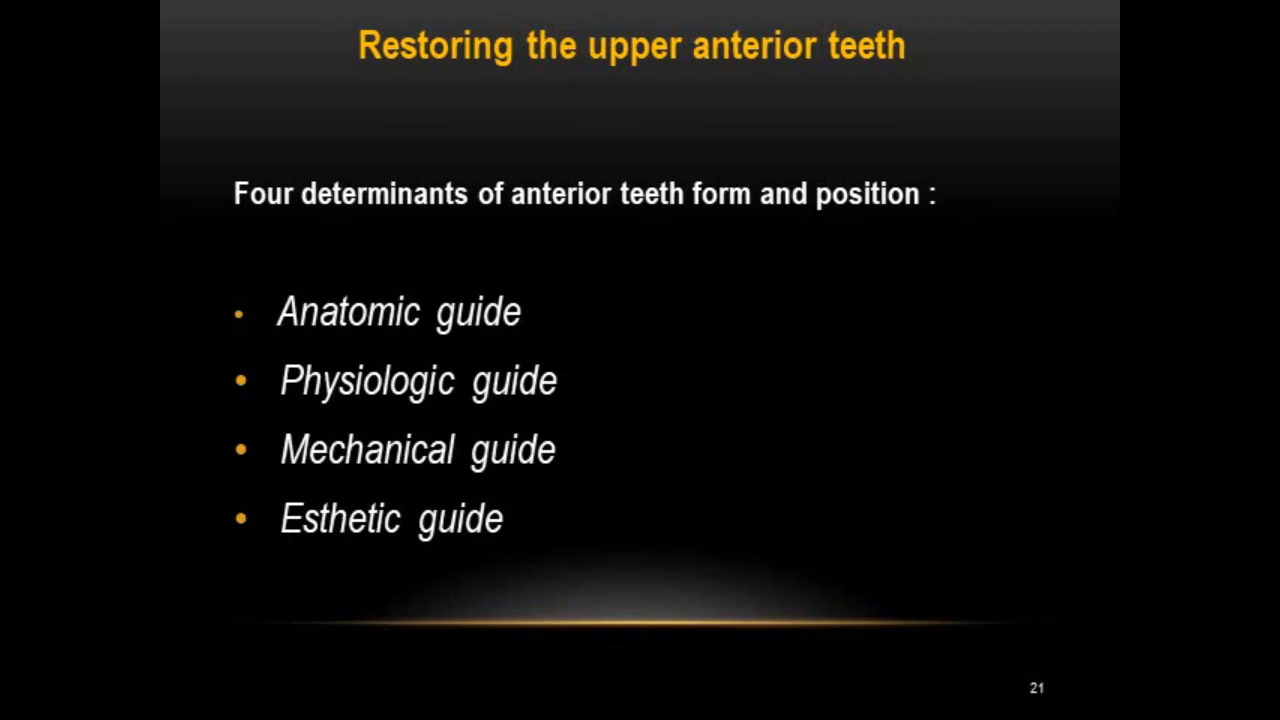 Restoring the upper anterior teeth
Four determinants of anterior teeth form and position :
• Anatomic guide
• Physiologic guide
• Mechanical guide
• Esthetic guide
21